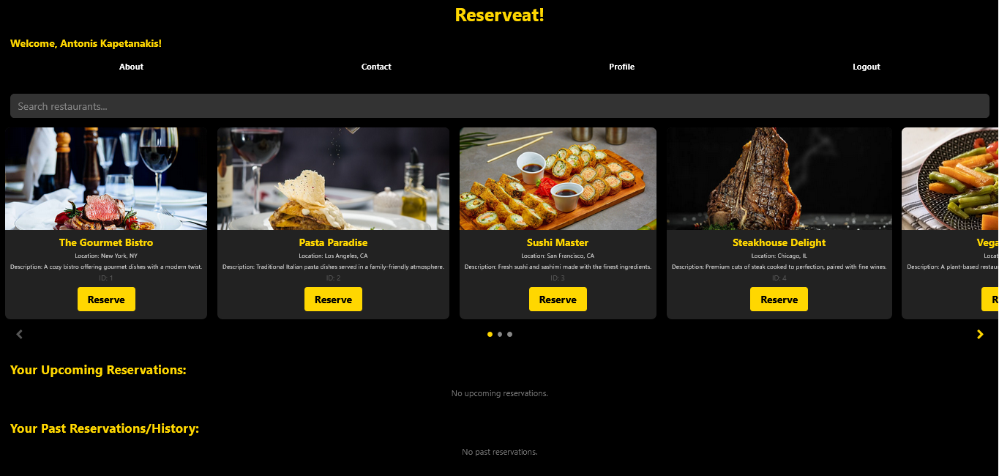 Reserveat!
Welcome, Antonis Kapetanakis!
About Contact Profile Logout
Search restaurants...
The Gourmet Bistro
Location: New York, NY
Description: A cozy bistro offering gourmet dishes with a modern twist.
ID: 1
Reserve
Pasta Paradise
Location: Los Angeles, CA
Description: Traditional Italian pasta dishes served in a family-friendly atmosphere.
ID: 2
Reserve
Sushi Master
Location: San Francisco, CA
Description: Fresh sushi and sashimi made with the finest ingredients.
ID: 3
Reserve
Steakhouse Delight
Location: Chicago, IL
Description: Premium cuts of steak cooked to perfection, paired with fine wines.
ID: 4
Reserve
Vega
Locat
Description: A plant-based restau
R
Your Upcoming Reservations:
No upcoming reservations.
Your Past Reservations/History:
No past reservations.